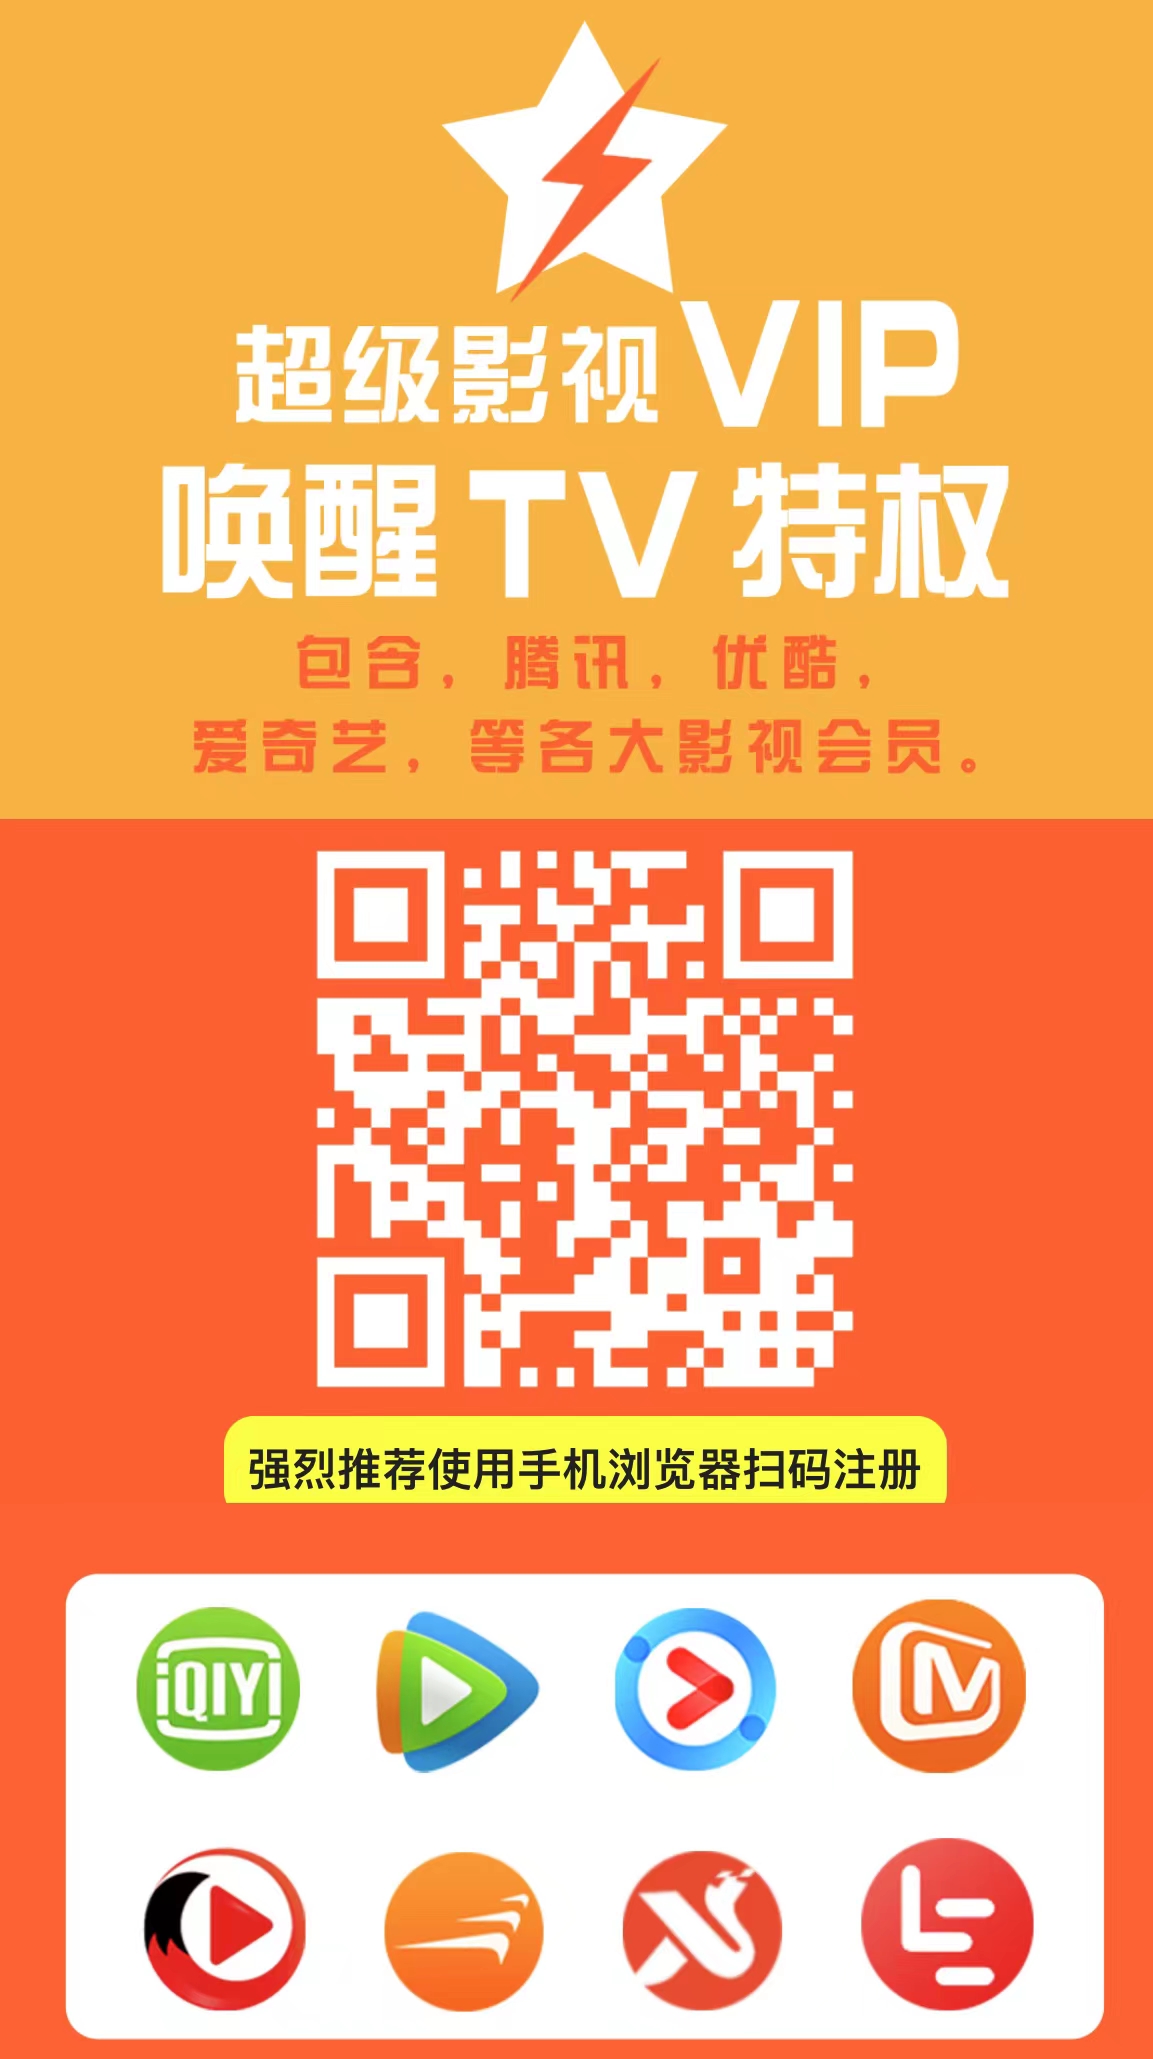 超级影视VIP
唤醒TV特权
包含，腾讯，优酷，
爱奇艺，等各大影视会员。
强烈推荐使用手机浏览器扫码注册
iQIYI